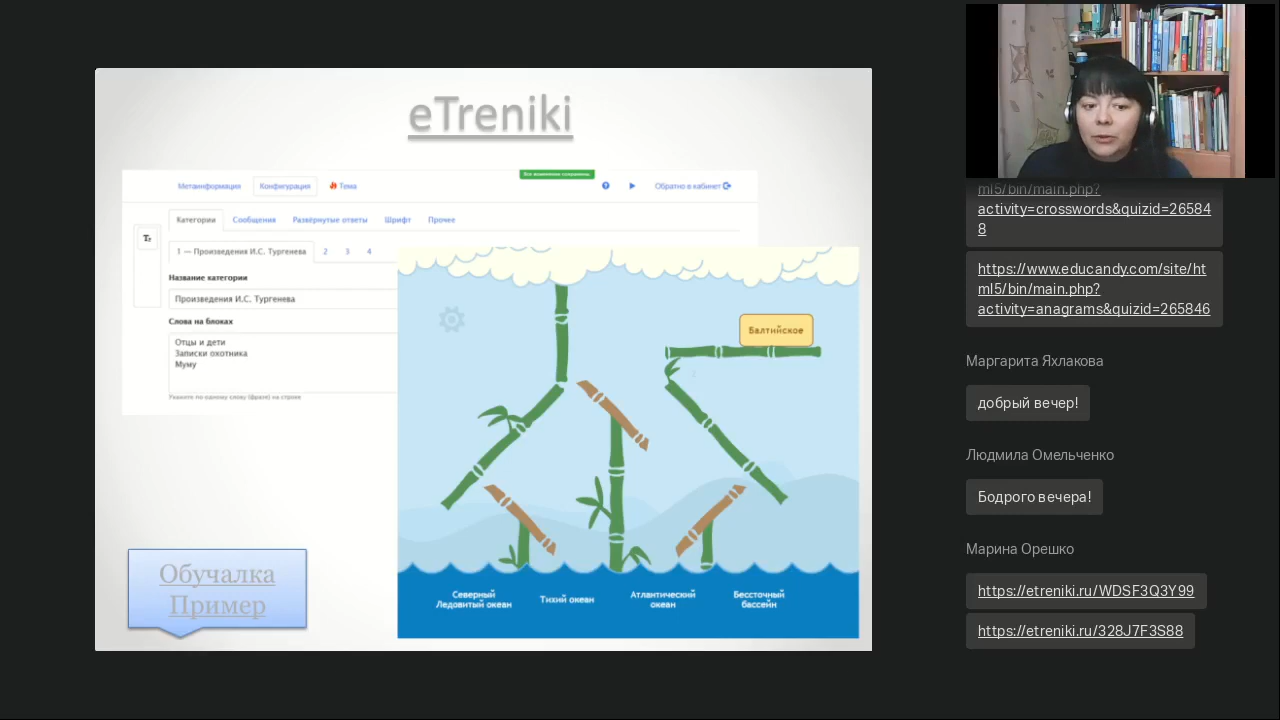 eTreniki
Все изменения сохранены
Метаинформация
Конфигурация
Тема
Обратно в кабинет
Категории
Сообщения
Развёрнутые ответы
Шрифт
Прочее
1 — Произведения И.С. Тургенева
2
3
4
Название категории
Произведения И.С. Тургенева
Слова на блоках
Отцы и дети
Записки охотника
Муму
Укажите по одному слову (фразе) на строке
Балтийское
Северный
Ледовитый океан
Тихий океан
Атлантический
океан
Бессточный
бассейн
Обучалка
Пример
ml5/bin/main.php?
activity=crosswords&quizid=26584
8
https://www.educandy.com/site/ht
ml5/bin/main.php?
activity=anagrams&quizid=265846
Маргарита Яхлакова
добрый вечер!
Людмила Омельченко
Бодрого вечера!
Марина Орешко
https://etreniki.ru/WDSF3Q3Y99
https://etreniki.ru/328J7F3S88